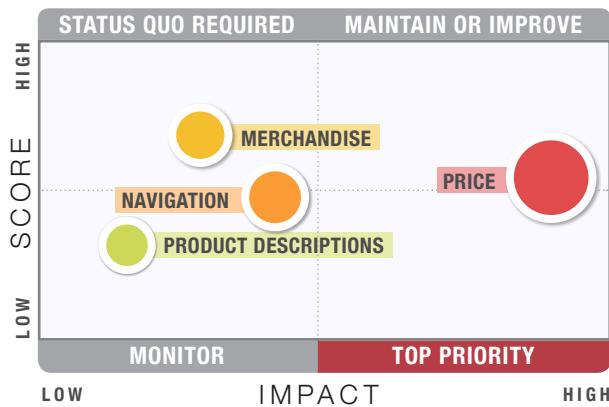 STATUS QUO REQUIRED
MAINTAIN OR IMPROVE
HIGH
SCORE
LOW
MERCHANDISE
PRICE
NAVIGATION
PRODUCT DESCRIPTIONS
MONITOR
TOP PRIORITY
LOW
IMPACT
HIGH